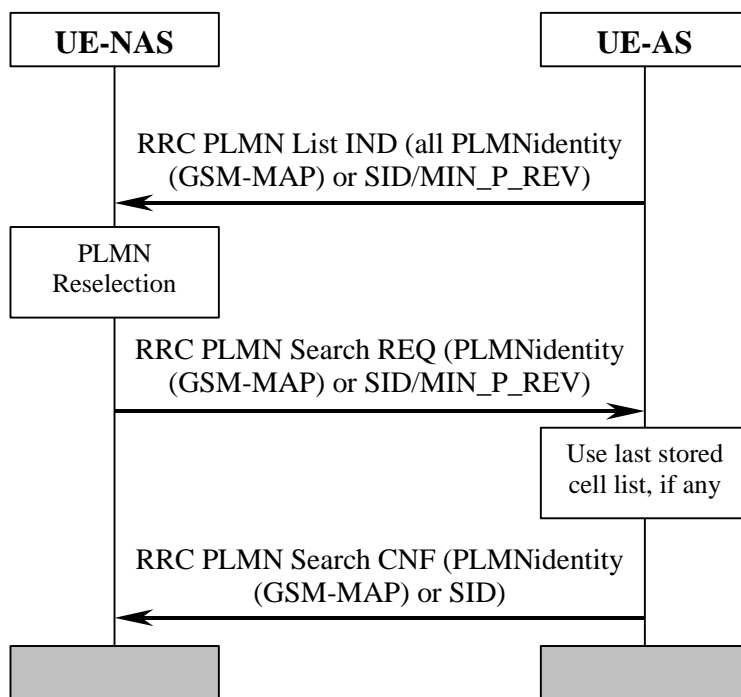 UE-NAS
UE-AS
RRC PLMN List IND (all PLMNidentity
(GSM-MAP) or SID/MIN_P_REV)
PLMN
Reselection
RRC PLMN Search REQ (PLMNidentity
(GSM-MAP) or SID/MIN_P_REV)
Use last stored
cell list, if any
RRC PLMN Search CNF (PLMNidentity
(GSM-MAP) or SID)